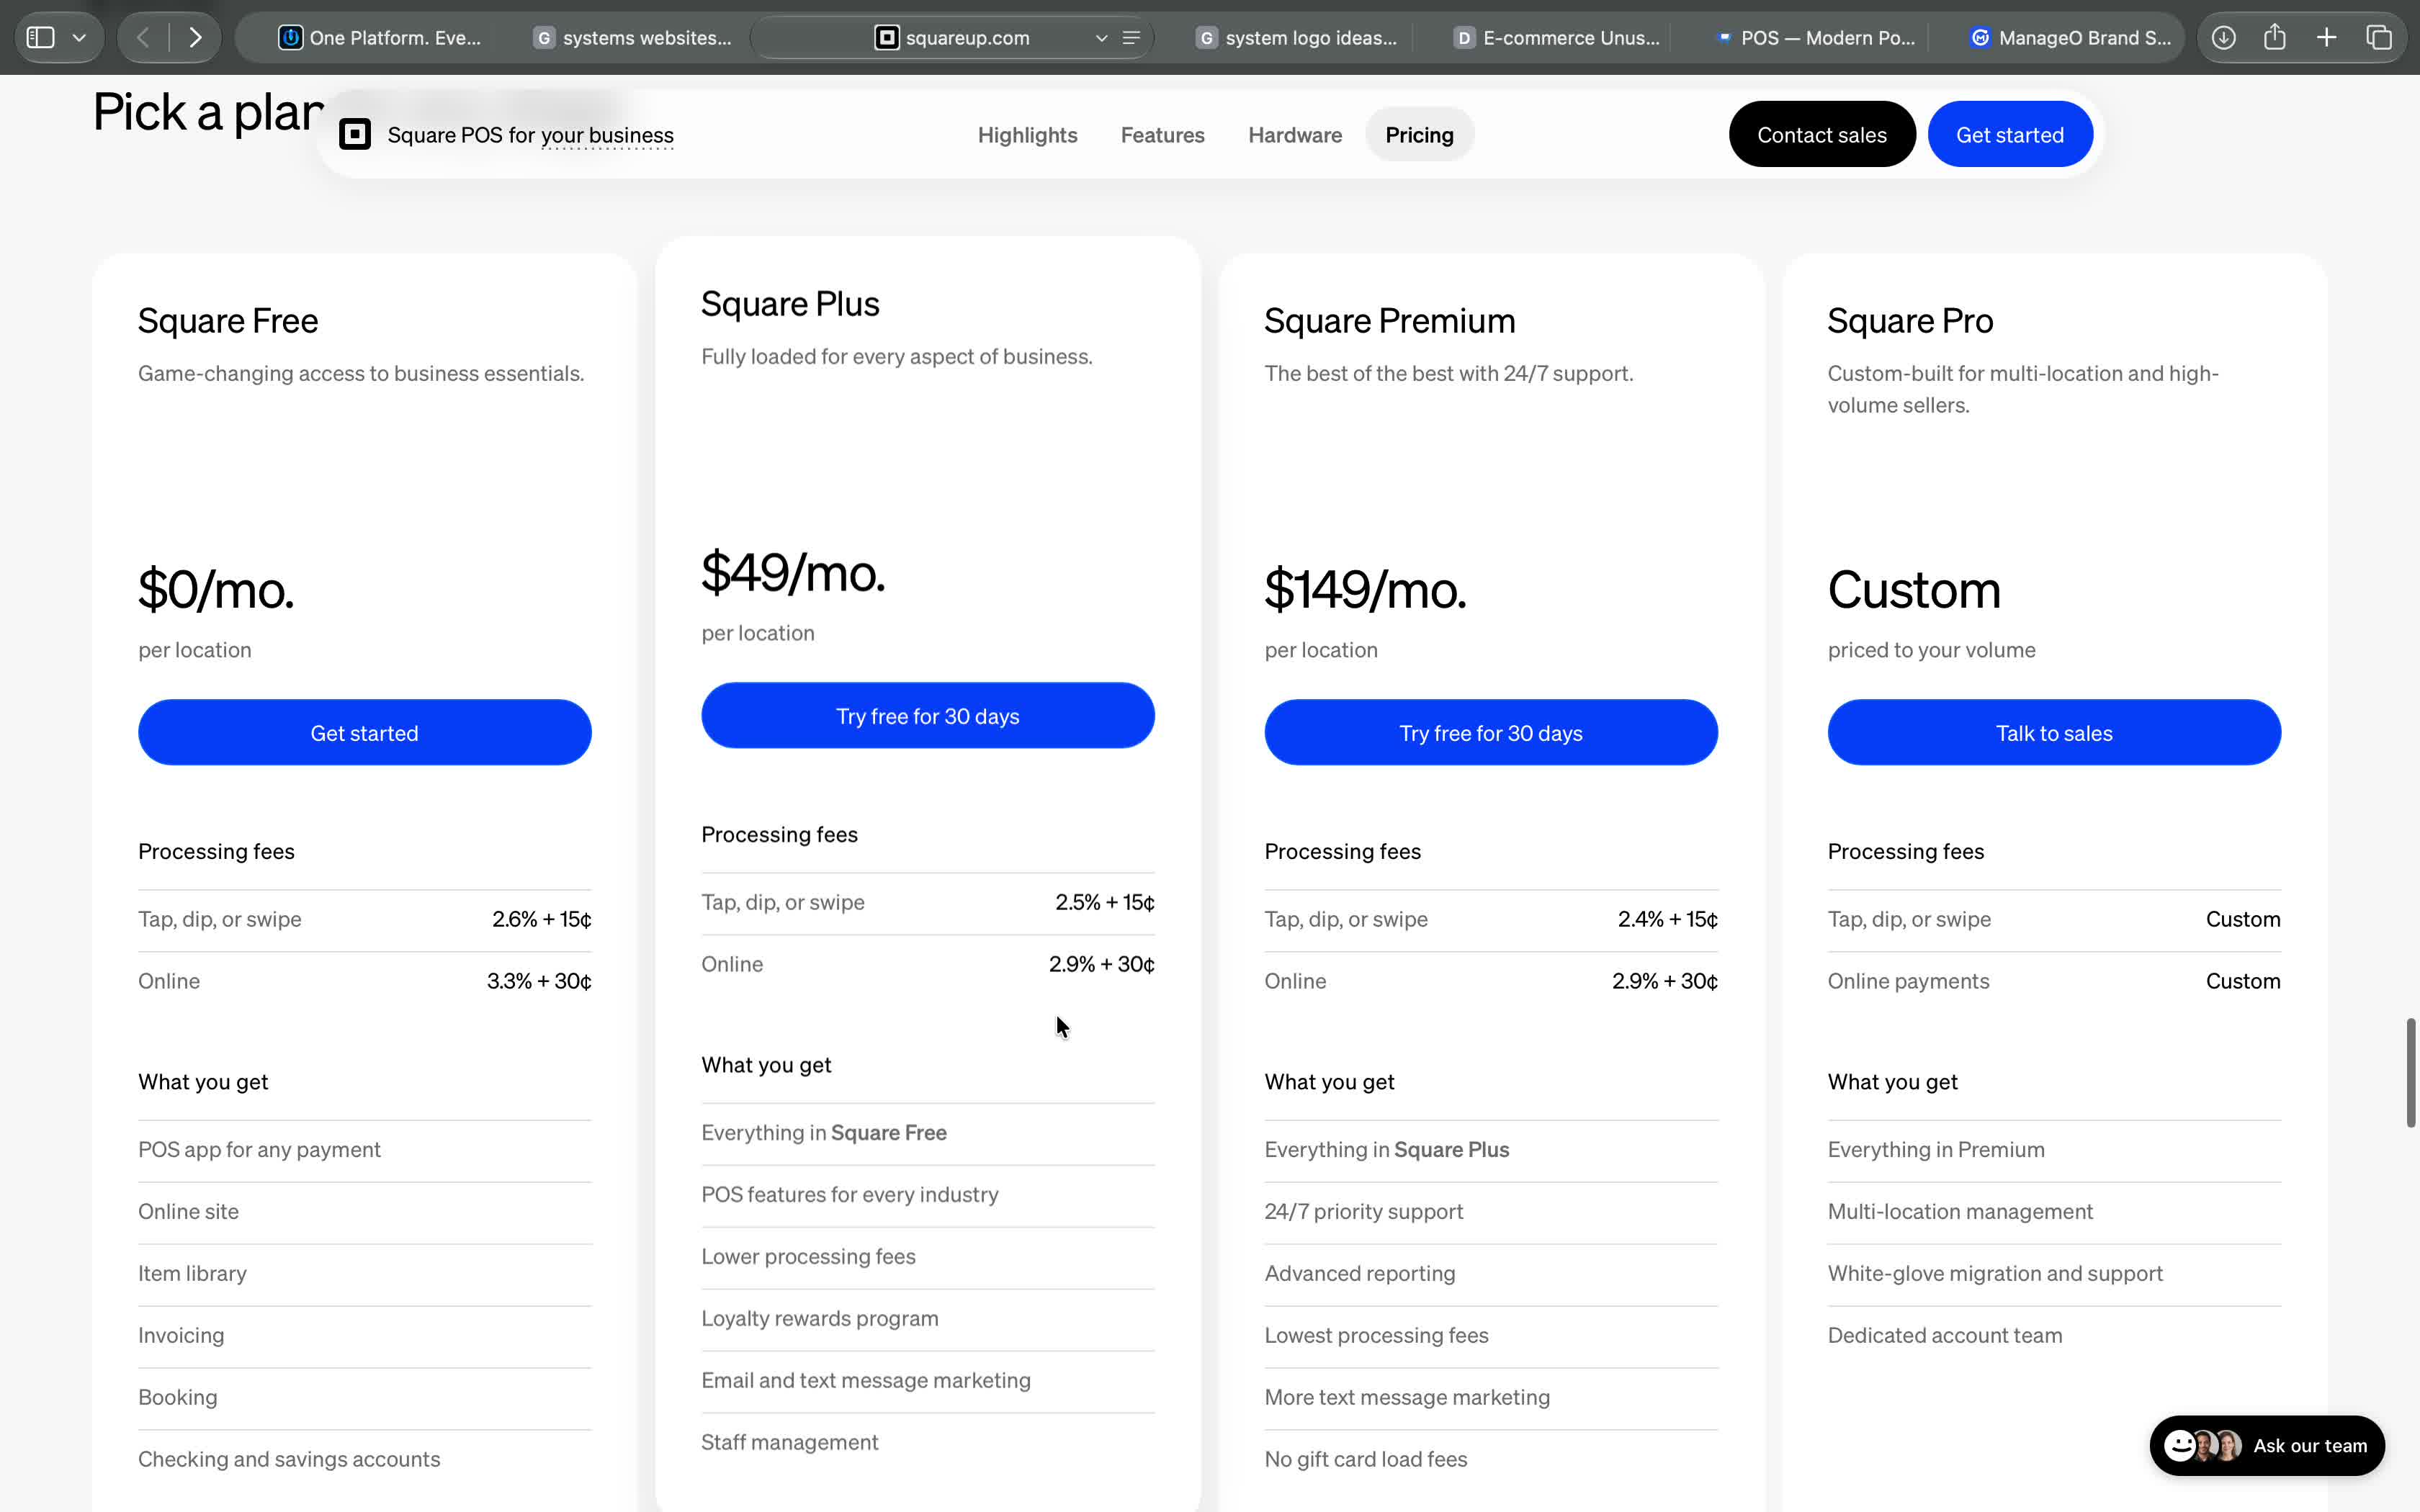 One Platform. Eve...
systems websites...
squareup.com
system logo ideas...
E-commerce Unus...
POS — Modern Po...
ManageO Brand S...
Pick a plan
Square POS for your business
Highlights
Features
Hardware
Pricing
Contact sales
Get started
Square Free
Game-changing access to business essentials.
$0/mo.
per location
Get started
Processing fees
Tap, dip, or swipe 2.6% + 15¢
Online 3.3% + 30¢
What you get
POS app for any payment
Online site
Item library
Invoicing
Booking
Checking and savings accounts
Square Plus
Fully loaded for every aspect of business.
$49/mo.
per location
Try free for 30 days
Processing fees
Tap, dip, or swipe 2.5% + 15¢
Online 2.9% + 30¢
What you get
Everything in Square Free
POS features for every industry
Lower processing fees
Loyalty rewards program
Email and text message marketing
Staff management
Square Premium
The best of the best with 24/7 support.
$149/mo.
per location
Try free for 30 days
Processing fees
Tap, dip, or swipe 2.4% + 15¢
Online 2.9% + 30¢
What you get
Everything in Square Plus
24/7 priority support
Advanced reporting
Lowest processing fees
More text message marketing
No gift card load fees
Square Pro
Custom-built for multi-location and high-
volume sellers.
Custom
priced to your volume
Talk to sales
Processing fees
Tap, dip, or swipe Custom
Online payments Custom
What you get
Everything in Premium
Multi-location management
White-glove migration and support
Dedicated account team
Ask our team